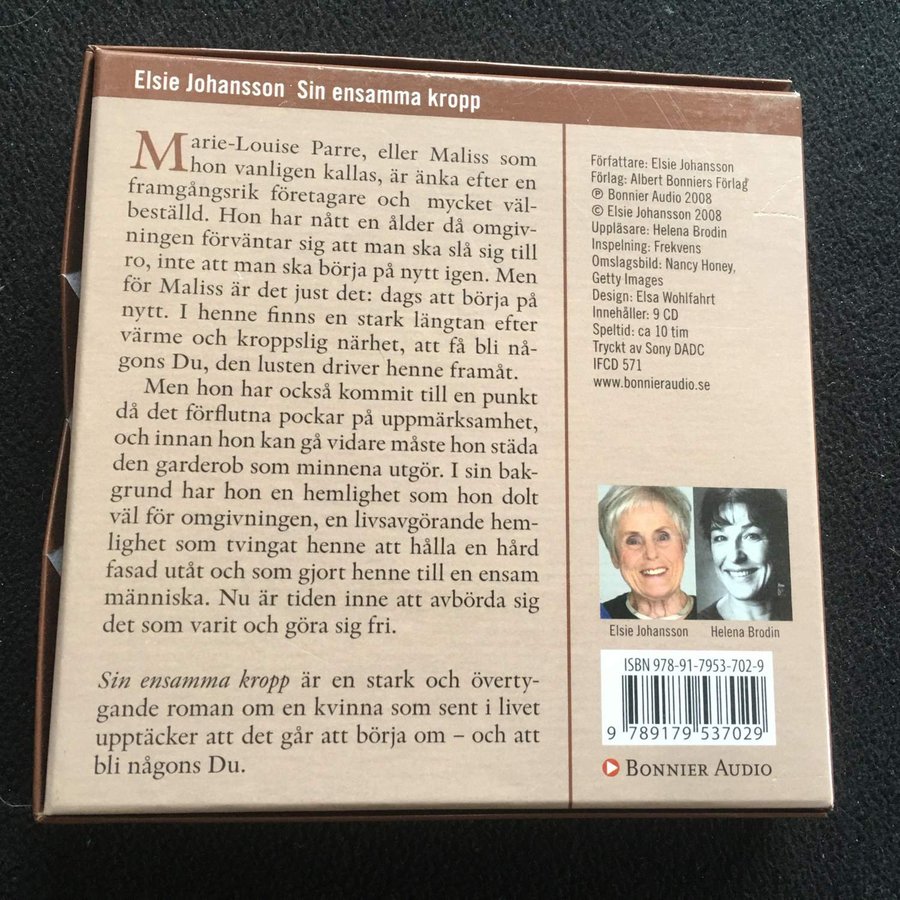 Elsie Johansson Sin ensamma kropp
Marie-Louise Parre, eller Maliss som
hon vanligen kallas, är änka efter en
framgångsrik företagare och mycket väl-
beställd. Hon har nått en ålder då omgiv-
ningen förväntar sig att man ska slå sig till
ro, inte att man ska börja på nytt igen. Men
för Maliss är det just det: dags att börja på
nytt. I henne finns en stark längtan efter
värme och kroppslig närhet, att få bli nå-
gons Du, den lusten driver henne framåt.
Men hon har också kommit till en punkt
då det förflutna pockar på uppmärksamhet,
och innan hon kan gå vidare måste hon städa
den garderob som minnena utgör. I sin bak-
grund har hon en hemlighet som hon dolt
väl för omgivningen, en livsavgörande hem-
lighet som tvingat henne att hålla en hård
fasad utåt och som gjort henne till en ensam
människa. Nu är tiden inne att avbörda sig
det som varit och göra sig fri.
Sin ensamma kropp är en stark och överty-
gande roman om en kvinna som sent i livet
upptäcker att det går att börja om – och att
bli någons Du.
Författare: Elsie Johansson
Förlag: Albert Bonniers Förlag
℗ Bonnier Audio 2008
© Elsie Johansson 2008
Uppläsare: Helena Brodin
Inspelning: Frekvens
Omslagsbild: Nancy Honey,
Getty Images
Design: Elsa Wohlfahrt
Innehåller: 9 CD
Speltid: ca 10 tim
Tryckt av Sony DADC
IFCD 571
www.bonnieraudio.se
Elsie Johansson Helena Brodin
ISBN 978-91-7953-702-9
9 789179 537029
BONNIER AUDIO